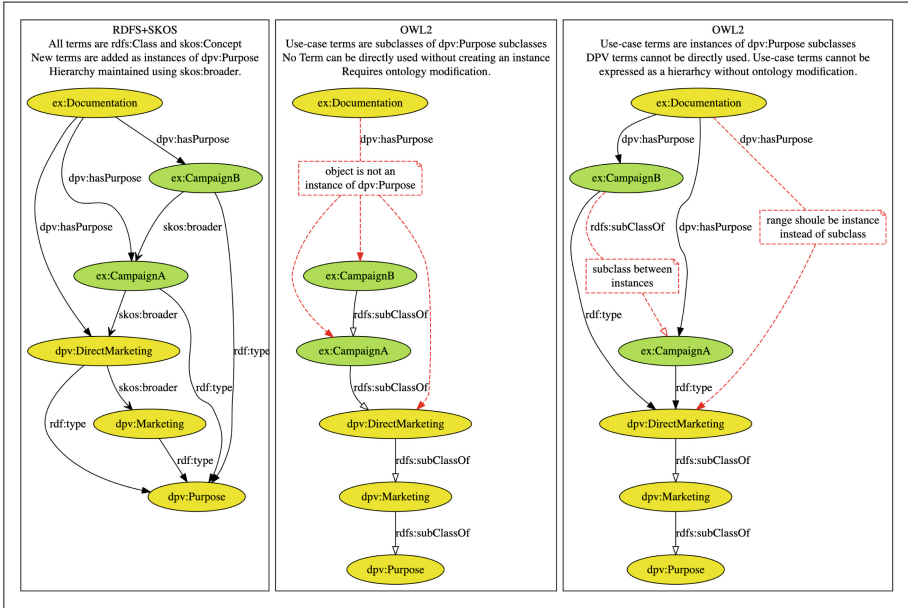 RDFS+SKOS
All terms are rdfs:Class and skos:Concept
New terms are added as instances of dpv:Purpose
Hierarchy maintained using skos:broader.
ex:Documentation
dpv:hasPurpose
ex:CampaignB
dpv:hasPurpose
dpv:hasPurpose
skos:broader
ex:CampaignA
skos:broader
dpv:DirectMarketing
rdf:type
skos:broader
rdf:type
rdf:type
dpv:Marketing
rdf:type
dpv:Purpose
OWL2
Use-case terms are subclasses of dpv:Purpose subclasses
No Term can be directly used without creating an instance
Requires ontology modification.
ex:Documentation
dpv:hasPurpose
object is not an
instance of dpv:Purpose
ex:CampaignB
rdfs:subClassOf
ex:CampaignA
rdfs:subClassOf
dpv:DirectMarketing
rdfs:subClassOf
dpv:Marketing
rdfs:subClassOf
dpv:Purpose
OWL2
Use-case terms are instances of dpv:Purpose subclasses
DPV terms cannot be directly used. Use-case terms cannot be
expressed as a hierarhcy without ontology modification.
ex:Documentation
dpv:hasPurpose
dpv:hasPurpose
ex:CampaignB
rdfs:subClassOf
dpv:hasPurpose
range shoule be instance
instead of subclass
subclass between
instances
rdf:type
ex:CampaignA
rdf:type
dpv:DirectMarketing
rdfs:subClassOf
dpv:Marketing
rdfs:subClassOf
dpv:Purpose